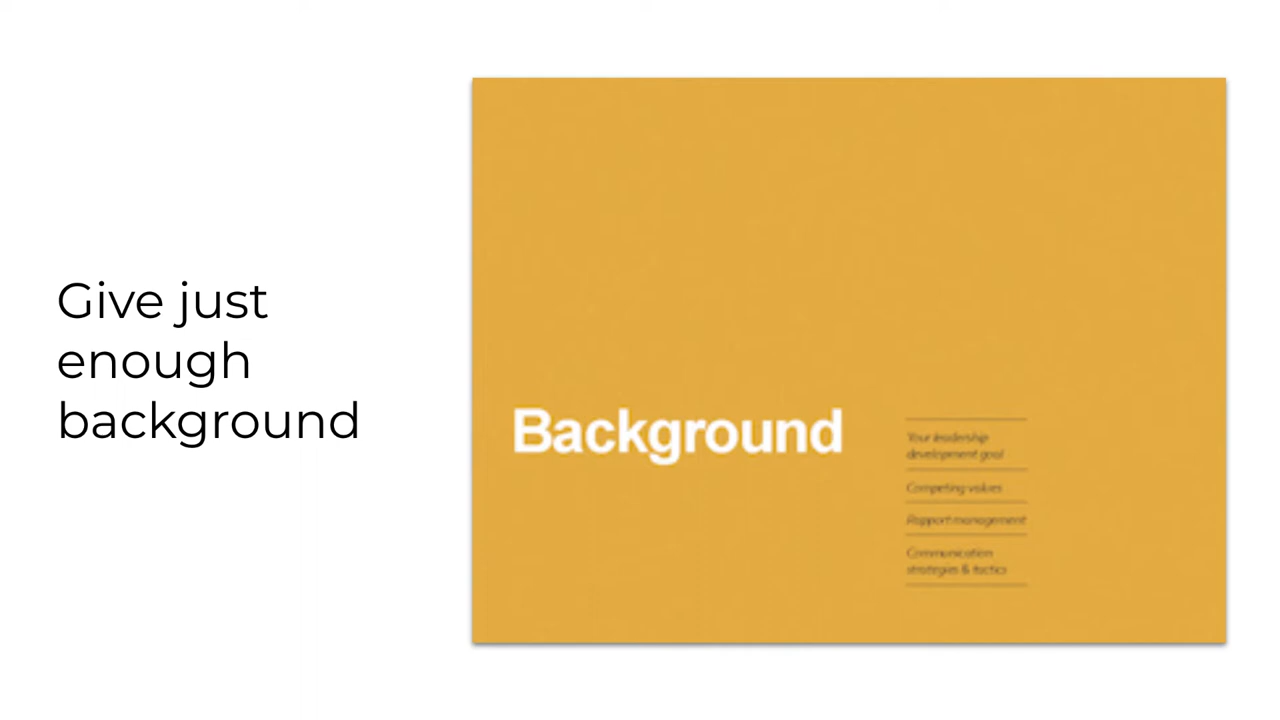 Give just
enough
background
Background
Your leadership
development goal
Competing values
Rapport management
Communication
strategies & tactics